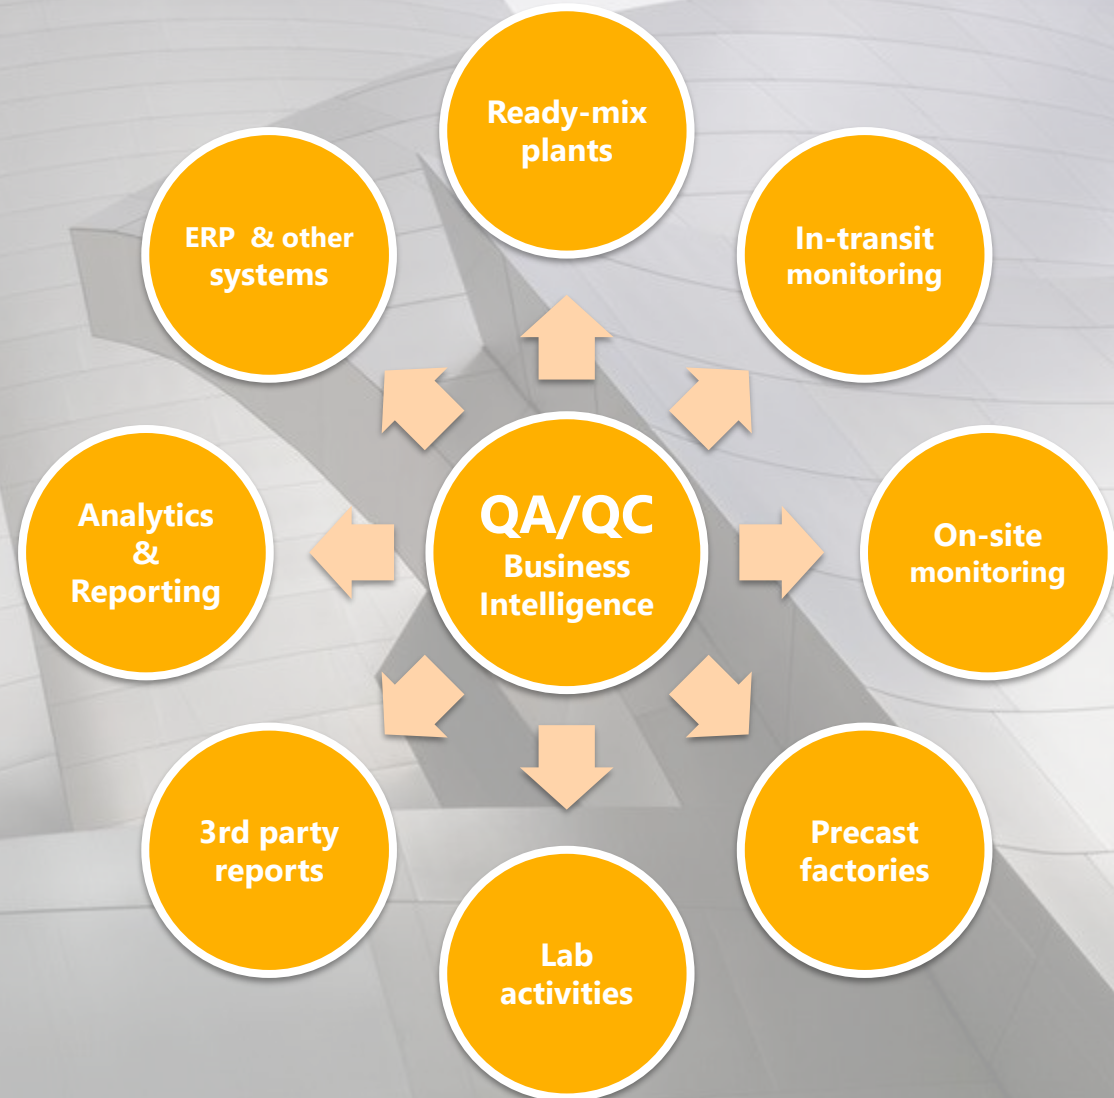 Ready-mix
plants
ERP & other
systems
In-transit
monitoring
Analytics
&
Reporting
QA/QC
Business
Intelligence
On-site
monitoring
3rd party
reports
Precast
factories
Lab
activities